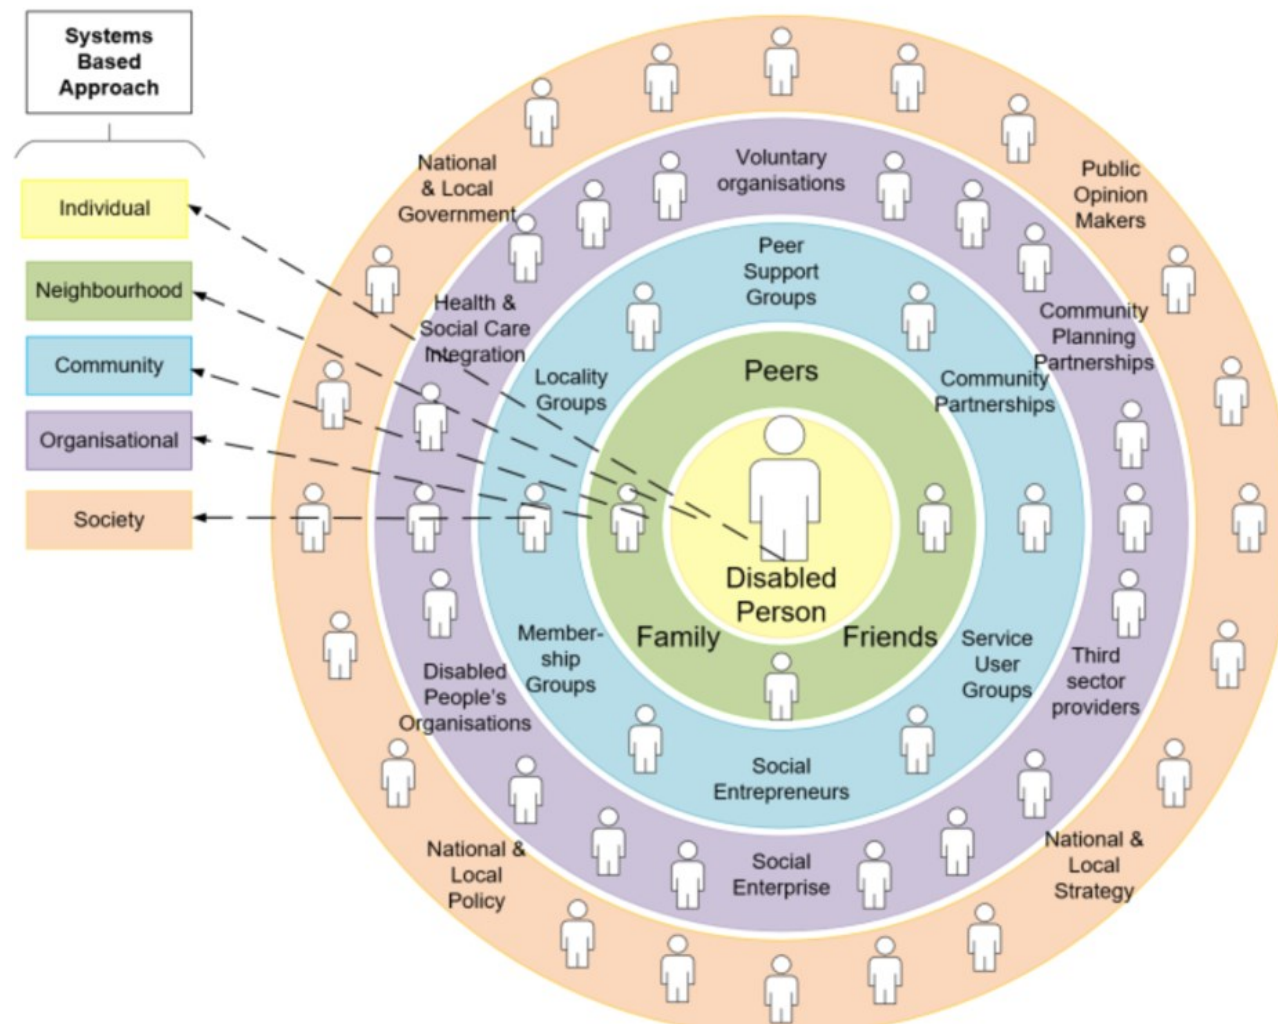 Systems
Based
Approach
Individual
Neighbourhood
Community
Organisational
Society
National
& Local
Government
Public
Opinion
Makers
Voluntary
organisations
Health &
Social Care
Integration
Community
Planning
Partnerships
Peer
Support
Groups
Locality
Groups
Community
Partnerships
Peers
Disabled
Person
Family
Friends
Member-
ship
Groups
Service
User
Groups
Social
Entrepreneurs
Disabled
People's
Organisations
Third
sector
providers
Social
Enterprise
National &
Local
Policy
National &
Local
Strategy